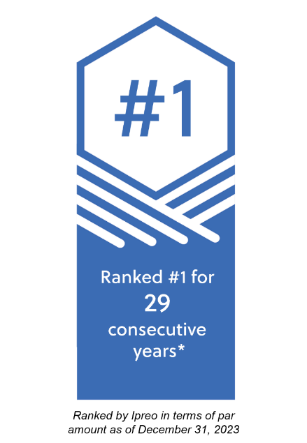 #1
Ranked #1 for
29
consecutive
years*
Ranked by Ipreo in terms of par
amount as of December 31, 2023